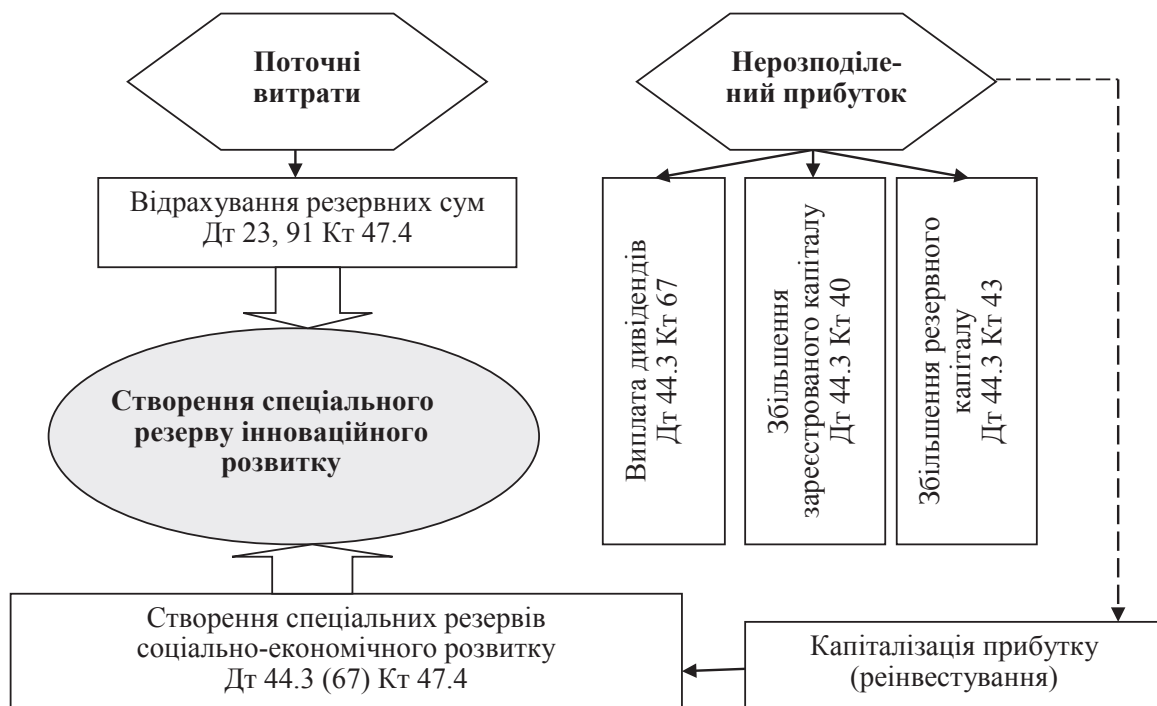 Поточні
витрати
Нерозподіле-
ний прибуток
Відрахування резервних сум
Дт 23, 91 Кт 47.4
Виплата дивідендів
Дт 44.3 Кт 67
Збільшення
зареєстрованого капіталу
Дт 44.3 Кт 40
Збільшення резервного
капіталу
Дт 44.3 Кт 43
Створення спеціального
резерву інноваційного
розвитку
Створення спеціальних резервів
соціально-економічного розвитку
Дт 44.3 (67) Кт 47.4
Капіталізація прибутку
(реінвестування)